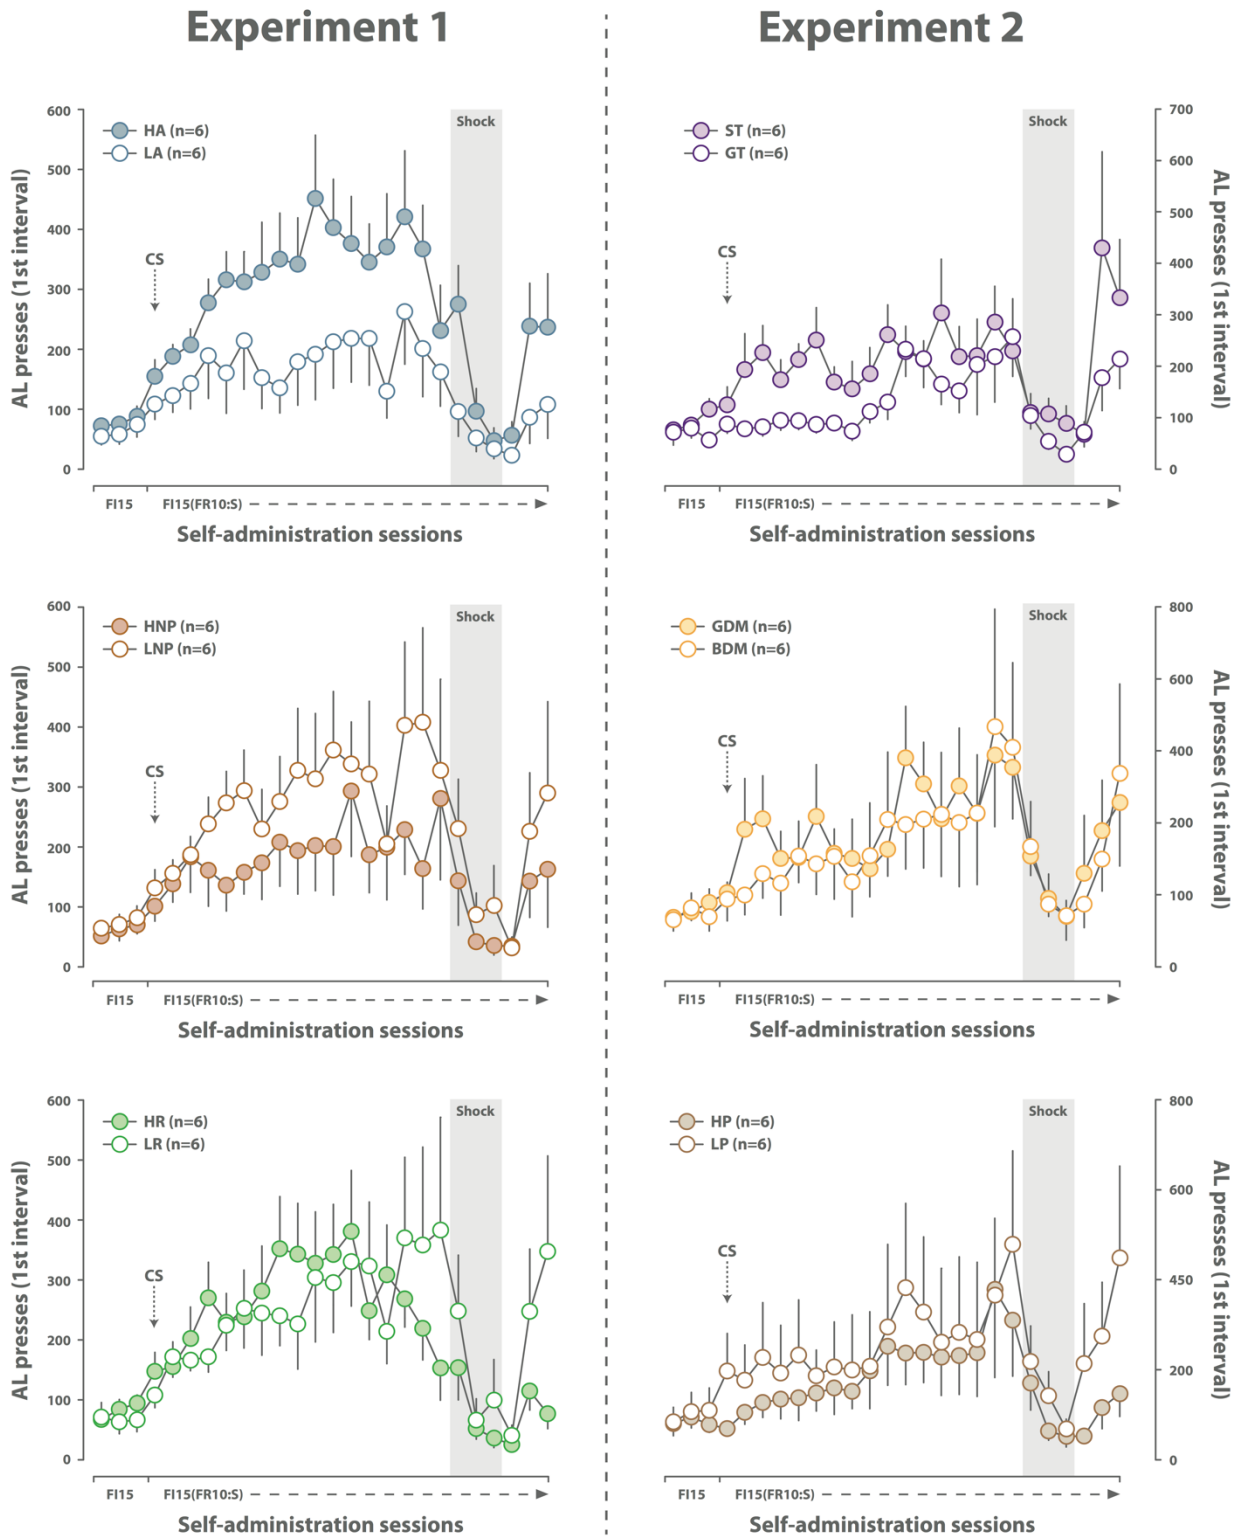 Experiment 1
Experiment 2
AL presses (1st interval)
600
500
400
300
200
100
0
HA (n=6)
LA (n=6)
CS
Shock
FI15
FI15(FR10:S)
Self-administration sessions
ST (n=6)
GT (n=6)
CS
Shock
700
600
500
400
300
200
100
0
AL presses (1st interval)
FI15
FI15(FR10:S)
Self-administration sessions
AL presses (1st interval)
600
500
400
300
200
100
0
HNP (n=6)
LNP (n=6)
CS
Shock
FI15
FI15(FR10:S)
Self-administration sessions
GDM (n=6)
BDM (n=6)
CS
Shock
800
600
400
200
100
0
AL presses (1st interval)
FI15
FI15(FR10:S)
Self-administration sessions
AL presses (1st interval)
600
500
400
300
200
100
0
HR (n=6)
LR (n=6)
CS
Shock
FI15
FI15(FR10:S)
Self-administration sessions
HP (n=6)
LP (n=6)
CS
Shock
800
600
450
200
0
AL presses (1st interval)
FI15
FI15(FR10:S)
Self-administration sessions